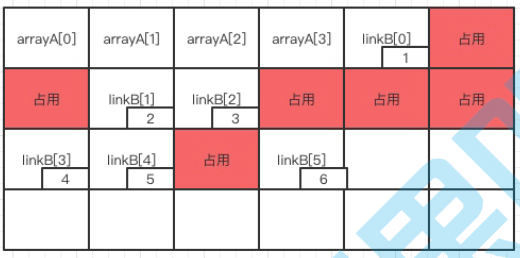 arrayA[0] arrayA[1] arrayA[2] arrayA[3] linkB[0] 占用
1
占用 linkB[1] linkB[2] 占用 占用 占用
2 3
linkB[3] linkB[4] 占用 linkB[5]
4 5 6